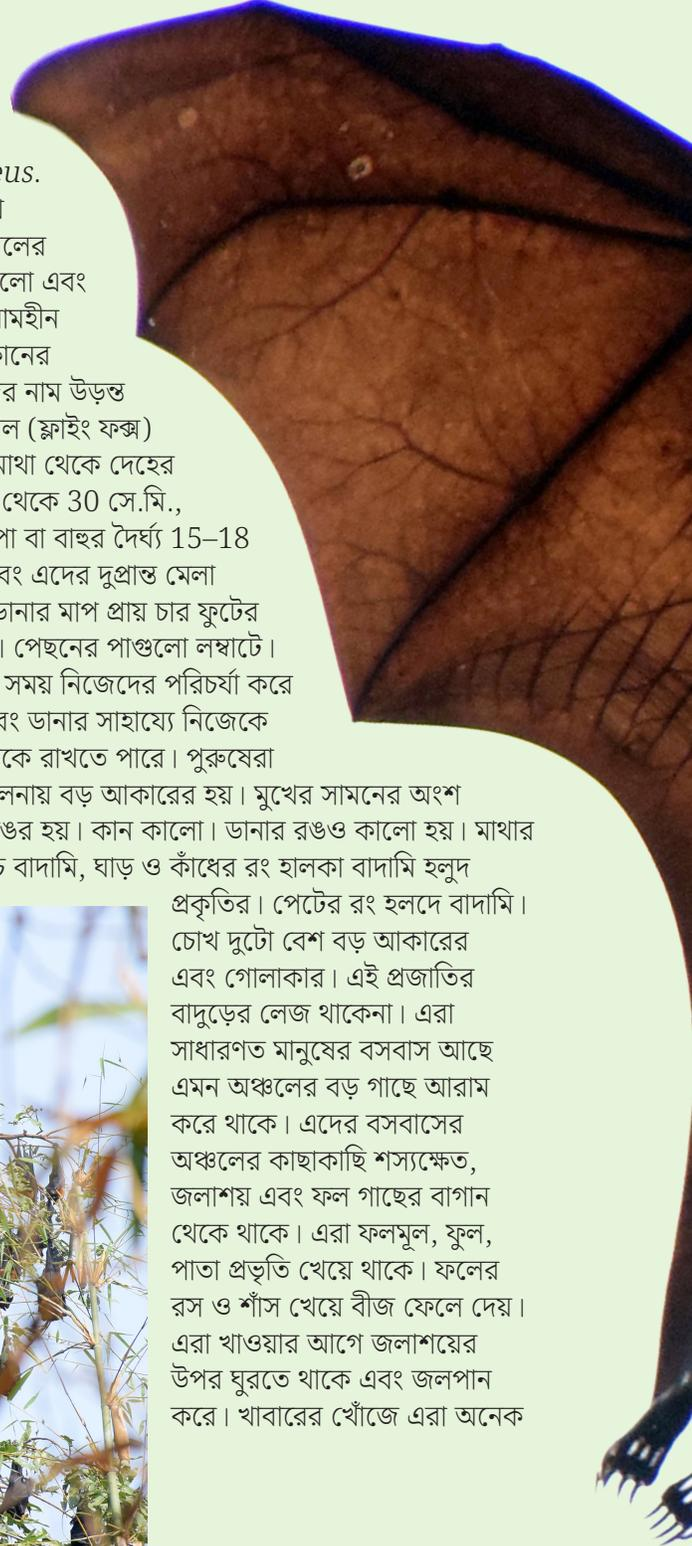 eus.
লের
লো এবং
মহীন
নের
র নাম উড়ন্ত
ল (ফ্লাইং ফক্স)
মাথা থেকে দেহের
থেকে 30 সে.মি.,
পা বা বাহুর দৈর্ঘ্য 15–18
বং এদের দুপ্রান্ত মেলা
ডানার মাপ প্রায় চার ফুটের
। পেছনের পাগুলো লম্বাটে।
সময় নিজেদের পরিচর্যা করে
বং ডানার সাহায্যে নিজেকে
কে রাখতে পারে। পুরুষেরা
লনায় বড় আকারের হয়। মুখের সামনের অংশ
ঙর হয়। কান কালো। ডানার রঙও কালো হয়। মাথার
বাদামি, ঘাড় ও কাঁধের রং হালকা বাদামি হলুদ
প্রকৃতির। পেটের রং হলদে বাদামি।
চোখ দুটো বেশ বড় আকারের
এবং গোলাকার। এই প্রজাতির
বাদুড়ের লেজ থাকেনা। এরা
সাধারণত মানুষের বসবাস আছে
এমন অঞ্চলের বড় গাছে আরাম
করে থাকে। এদের বসবাসের
অঞ্চলের কাছাকাছি শস্যক্ষেত,
জলাশয় এবং ফল গাছের বাগান
থেকে থাকে। এরা ফলমূল, ফুল,
পাতা প্রভৃতি খেয়ে থাকে। ফলের
রস ও শাঁস খেয়ে বীজ ফেলে দেয়।
এরা খাওয়ার আগে জলাশয়ের
উপর ঘুরতে থাকে এবং জলপান
করে। খাবারের খোঁজে এরা অনেক